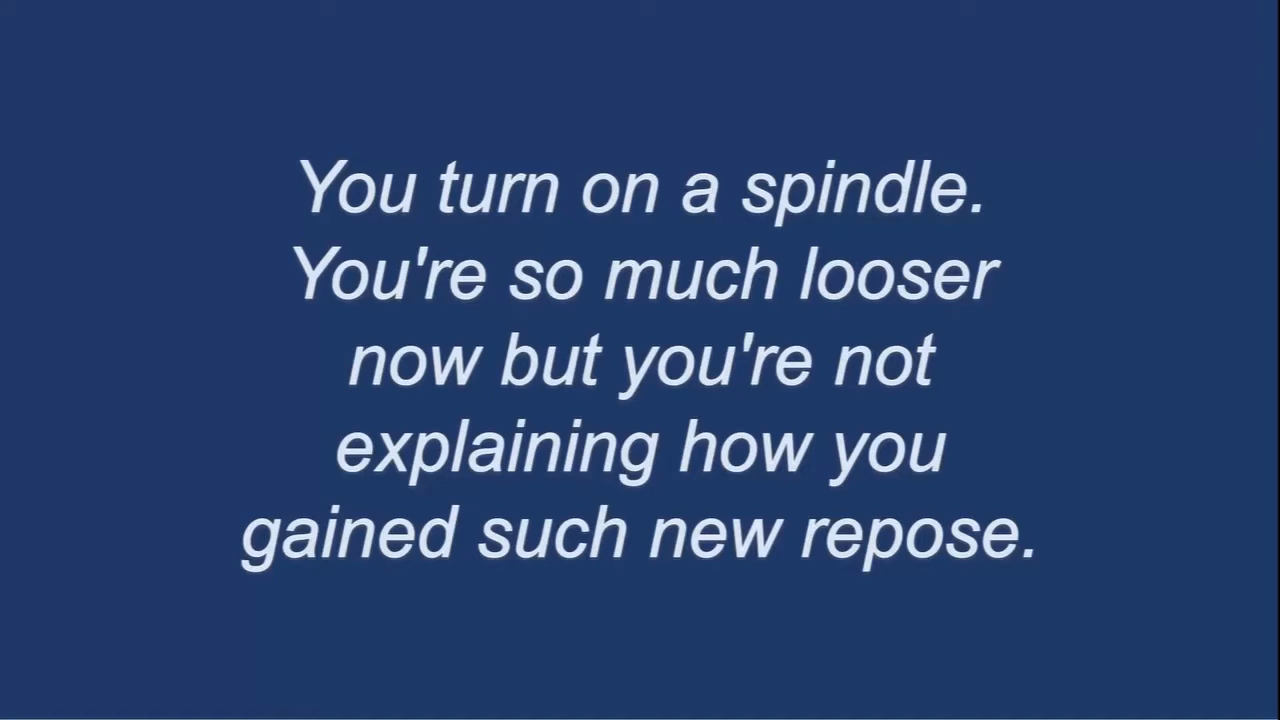 You turn on a spindle.
You're so much looser
now but you're not
explaining how you
gained such new repose.